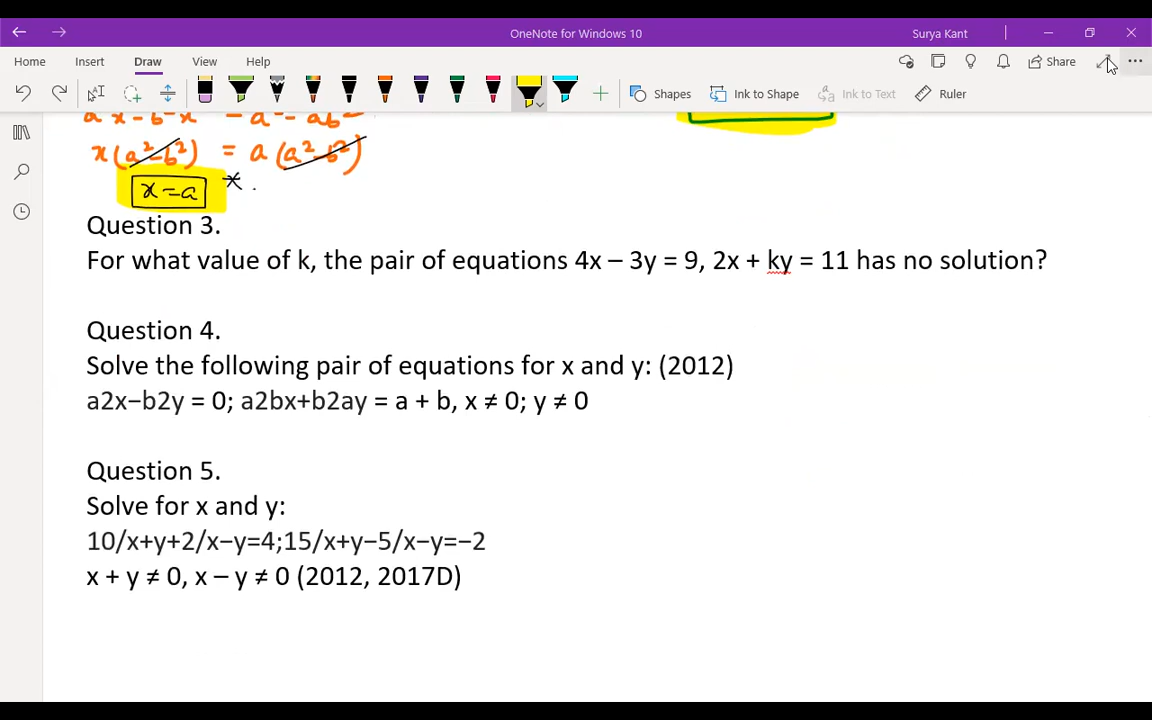 OneNote for Windows 10
Surya Kant
Home Insert Draw View Help
Share
Shapes
Ink to Shape
Ink to Text
Ruler
x(a²-b²) = a(a²-b²)
x=a *
Question 3.
For what value of k, the pair of equations 4x – 3y = 9, 2x + ky = 11 has no solution?
Question 4.
Solve the following pair of equations for x and y: (2012)
a2x−b2y = 0; a2bx+b2ay = a + b, x ≠ 0; y ≠ 0
Question 5.
Solve for x and y:
10/x+y+2/x−y=4;15/x+y−5/x−y=−2
x + y ≠ 0, x – y ≠ 0 (2012, 2017D)